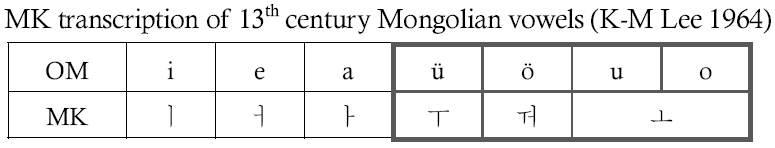 MK transcription of 13th century Mongolian vowels (K-M Lee 1964)
OM i e a ü ö u o
MK ㅣ ㅓ ㅏ ㅜ ㅝ ㅗ